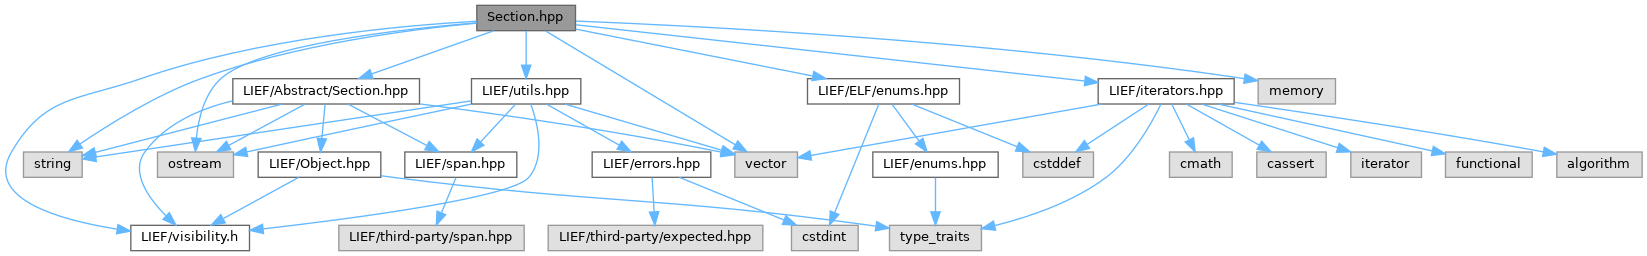 Section.hpp
LIEF/Abstract/Section.hpp
LIEF/utils.hpp
LIEF/ELF/enums.hpp
LIEF/iterators.hpp
memory
string
ostream
LIEF/Object.hpp
LIEF/span.hpp
LIEF/errors.hpp
vector
LIEF/enums.hpp
cstddef
cmath
cassert
iterator
functional
algorithm
LIEF/visibility.h
LIEF/third-party/span.hpp
LIEF/third-party/expected.hpp
cstdint
type_traits